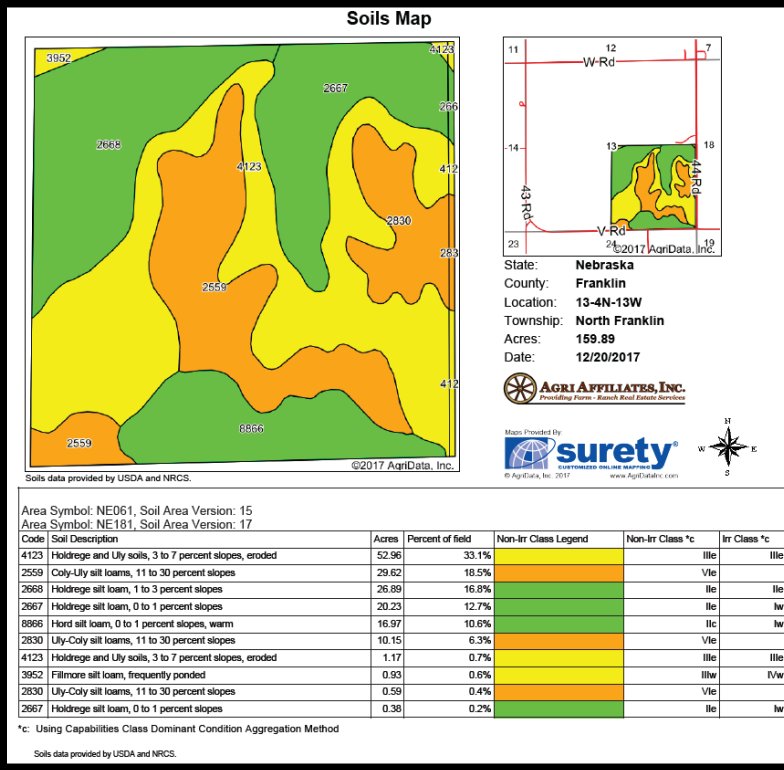 Soils Map
3952
4123
2667
266
2668
4123
412
2830
283
2559
412
8866
2559
©2017 AgriData, Inc.
Soils data provided by USDA and NRCS.
11
12
7
W Rd
13
18
14
44 Rd
43 Rd
V Rd
23
24
19
©2017 AgriData, Inc.
State: Nebraska
County: Franklin
Location: 13-4N-13W
Township: North Franklin
Acres: 159.89
Date: 12/20/2017
AGRI AFFILIATES, INC.
Providing Farm - Ranch Real Estate Services
Maps Provided By:
surety®
CUSTOMIZED ONLINE MAPPING
© AgriData, Inc. 2017 www.AgriDataInc.com
N
W E
S
Area Symbol: NE061, Soil Area Version: 15
Area Symbol: NE181, Soil Area Version: 17
Code Soil Description Acres Percent of field Non-Irr Class Legend Non-Irr Class *c Irr Class *c
4123 Holdrege and Uly soils, 3 to 7 percent slopes, eroded 52.96 33.1% IIIe IIIe
2559 Coly-Uly silt loams, 11 to 30 percent slopes 29.62 18.5% VIe
2668 Holdrege silt loam, 1 to 3 percent slopes 26.89 16.8% IIe IIe
2667 Holdrege silt loam, 0 to 1 percent slopes 20.23 12.7% IIe Iw
8866 Hord silt loam, 0 to 1 percent slopes, warm 16.97 10.6% IIc Iw
2830 Uly-Coly silt loams, 11 to 30 percent slopes 10.15 6.3% VIe
4123 Holdrege and Uly soils, 3 to 7 percent slopes, eroded 1.17 0.7% IIIe IIIe
3952 Fillmore silt loam, frequently ponded 0.93 0.6% IIIw IVw
2830 Uly-Coly silt loams, 11 to 30 percent slopes 0.59 0.4% VIe
2667 Holdrege silt loam, 0 to 1 percent slopes 0.38 0.2% IIe Iw
*c: Using Capabilities Class Dominant Condition Aggregation Method
Soils data provided by USDA and NRCS.